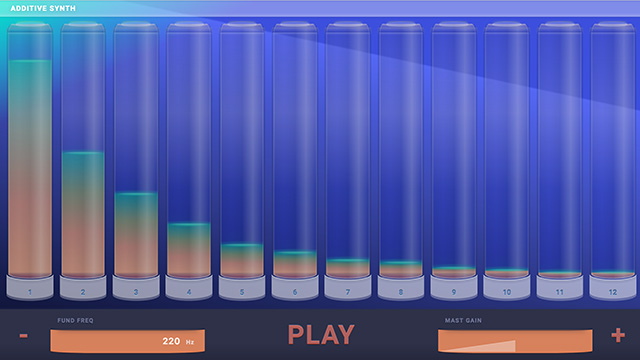 ADDITIVE SYNTH
1 2 3 4 5 6 7 8 9 10 11 12
FUND FREQ
MAST GAIN
- 220 Hz PLAY +